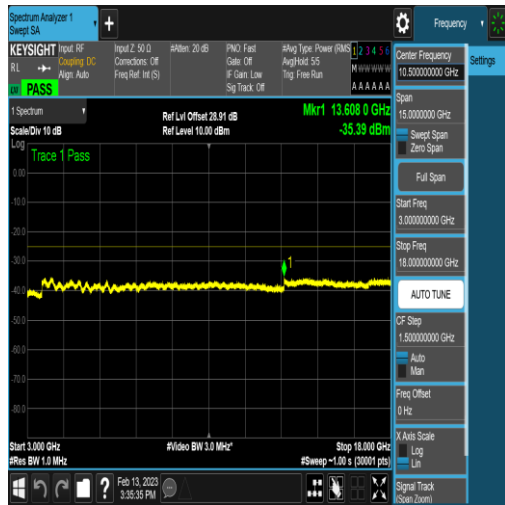 Spectrum Analyzer 1
Swept SA
Frequency
KEYSIGHT
Input: RF
Coupling: DC
Align: Auto
Input Z: 50 Ω
Corrections: Off
Freq Ref: Int (S)
#Atten: 20 dB
PNO: Fast
Gate: Off
IF Gain: Low
Sig Track: Off
#Avg Type: Power (RMS
Avg|Hold: 5/5
Trig: Free Run
1 2 3 4 5 6
M W W W W W
A A A A A A
R L
PASS
Settings
Center Frequency
10.500000000 GHz
Span
15.0000000 GHz
Swept Span
Zero Span
Full Span
Start Freq
3.000000000 GHz
Stop Freq
18.000000000 GHz
AUTO TUNE
CF Step
1.500000000 GHz
Auto
Man
Freq Offset
0 Hz
X Axis Scale
Log
Lin
Signal Track
(Span Zoom)
1 Spectrum
Scale/Div 10 dB
Ref Lvl Offset 28.91 dB
Ref Level 10.00 dBm
Mkr1 13.608 0 GHz
-35.39 dBm
Log
Trace 1 Pass
0.00
-10.0
-20.0
-30.0
-40.0
-50.0
-60.0
-70.0
-80.0
1
Start 3.000 GHz
#Res BW 1.0 MHz
#Video BW 3.0 MHz*
Stop 18.000 GHz
#Sweep ~1.00 s (30001 pts)
Feb 13, 2023
3:35:35 PM